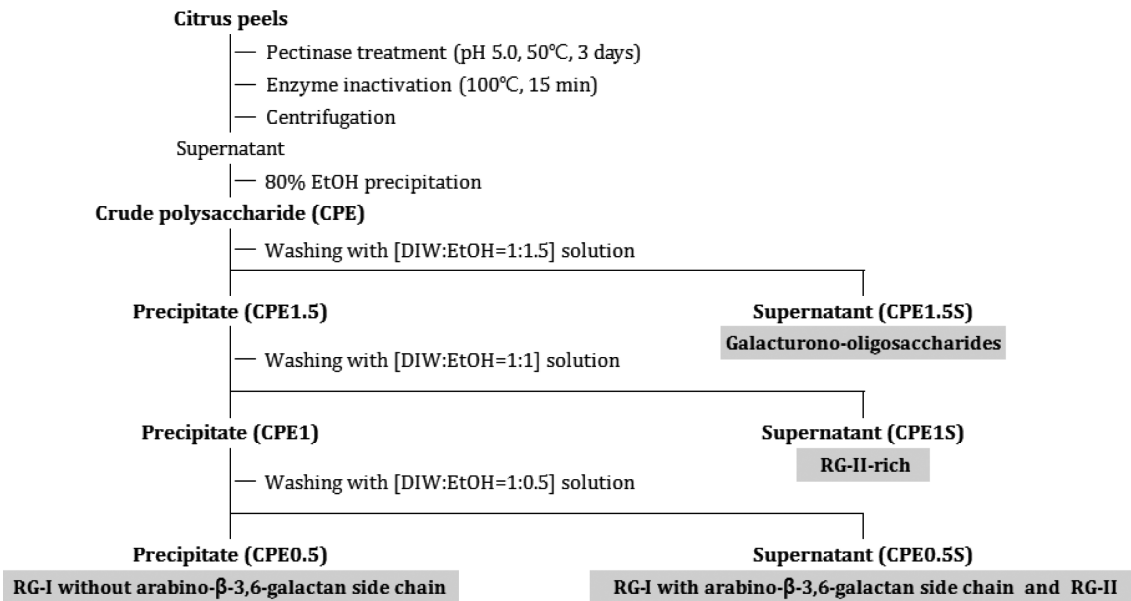 Citrus peels
Pectinase treatment (pH 5.0, 50℃, 3 days)
Enzyme inactivation (100℃, 15 min)
Centrifugation
Supernatant
80% EtOH precipitation
Crude polysaccharide (CPE)
Washing with [DIW:EtOH=1:1.5] solution
Precipitate (CPE1.5)
Supernatant (CPE1.5S)
Galacturono-oligosaccharides
Washing with [DIW:EtOH=1:1] solution
Precipitate (CPE1)
Supernatant (CPE1S)
RG-II-rich
Washing with [DIW:EtOH=1:0.5] solution
Precipitate (CPE0.5)
Supernatant (CPE0.5S)
RG-I without arabino-β-3,6-galactan side chain
RG-I with arabino-β-3,6-galactan side chain and RG-II